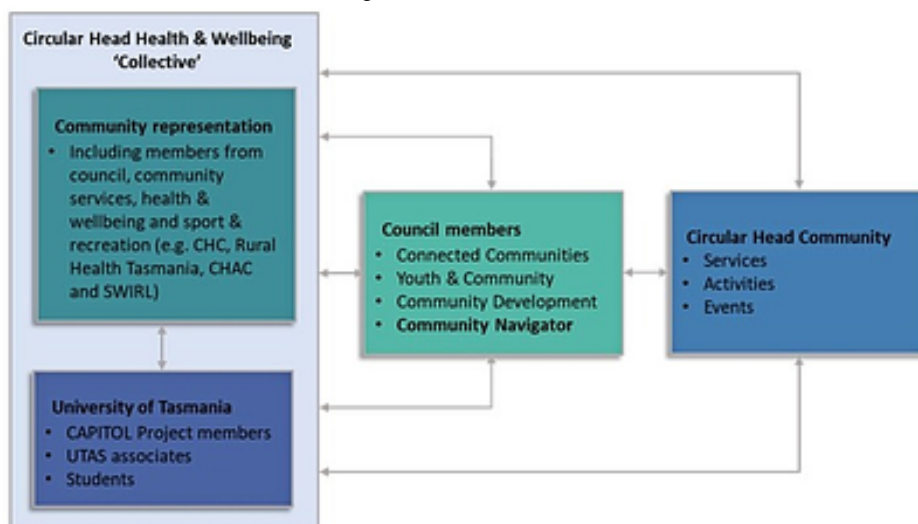 Circular Head Health & Wellbeing
'Collective'
Community representation
• Including members from
council, community
services, health &
wellbeing and sport &
recreation (e.g. CHC, Rural
Health Tasmania, CHAC
and SWIRL)
University of Tasmania
• CAPITOL Project members
• UTAS associates
• Students
Council members
• Connected Communities
• Youth & Community
• Community Development
• Community Navigator
Circular Head Community
• Services
• Activities
• Events